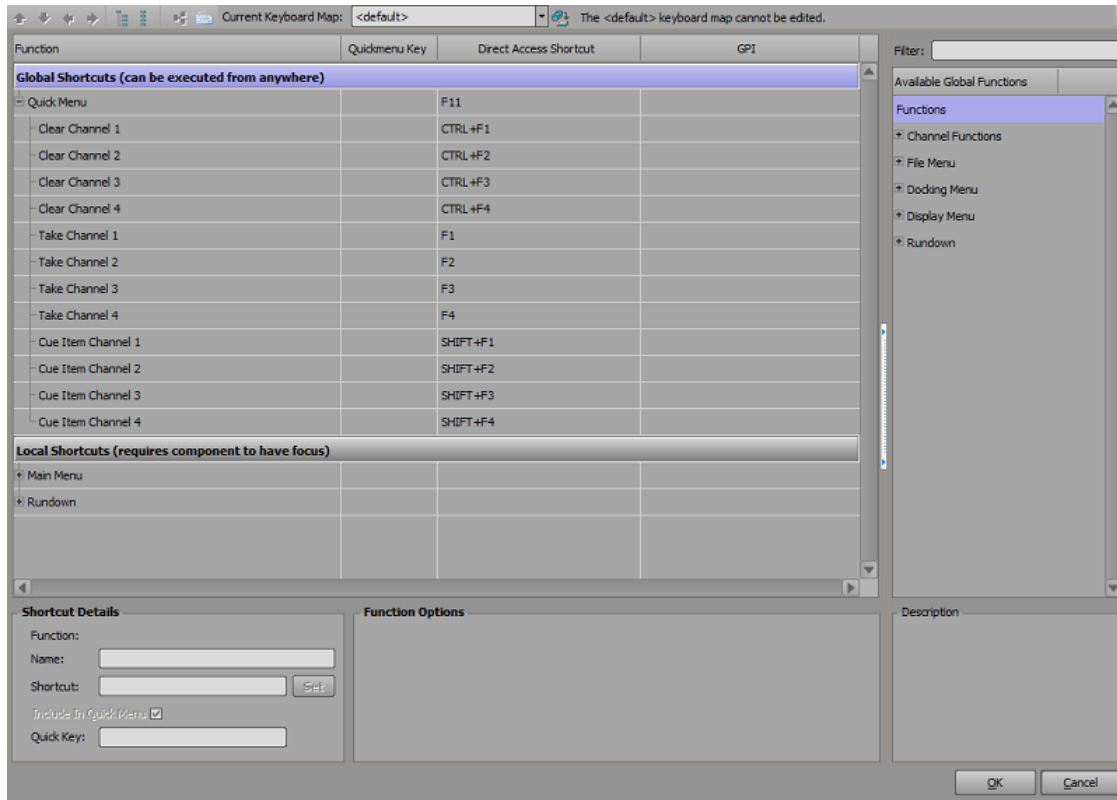 Current Keyboard Map: <default> The <default> keyboard map cannot be edited.
Function Quickmenu Key Direct Access Shortcut GPI
Global Shortcuts (can be executed from anywhere)
Quick Menu F11
Clear Channel 1 CTRL+F1
Clear Channel 2 CTRL+F2
Clear Channel 3 CTRL+F3
Clear Channel 4 CTRL+F4
Take Channel 1 F1
Take Channel 2 F2
Take Channel 3 F3
Take Channel 4 F4
Cue Item Channel 1 SHIFT+F1
Cue Item Channel 2 SHIFT+F2
Cue Item Channel 3 SHIFT+F3
Cue Item Channel 4 SHIFT+F4
Local Shortcuts (requires component to have focus)
Main Menu
Rundown
Filter:
Available Global Functions
Functions
Channel Functions
File Menu
Docking Menu
Display Menu
Rundown
Shortcut Details
Function:
Name:
Shortcut: Set
Include In Quick Menu
Quick Key:
Function Options
Description
OK Cancel